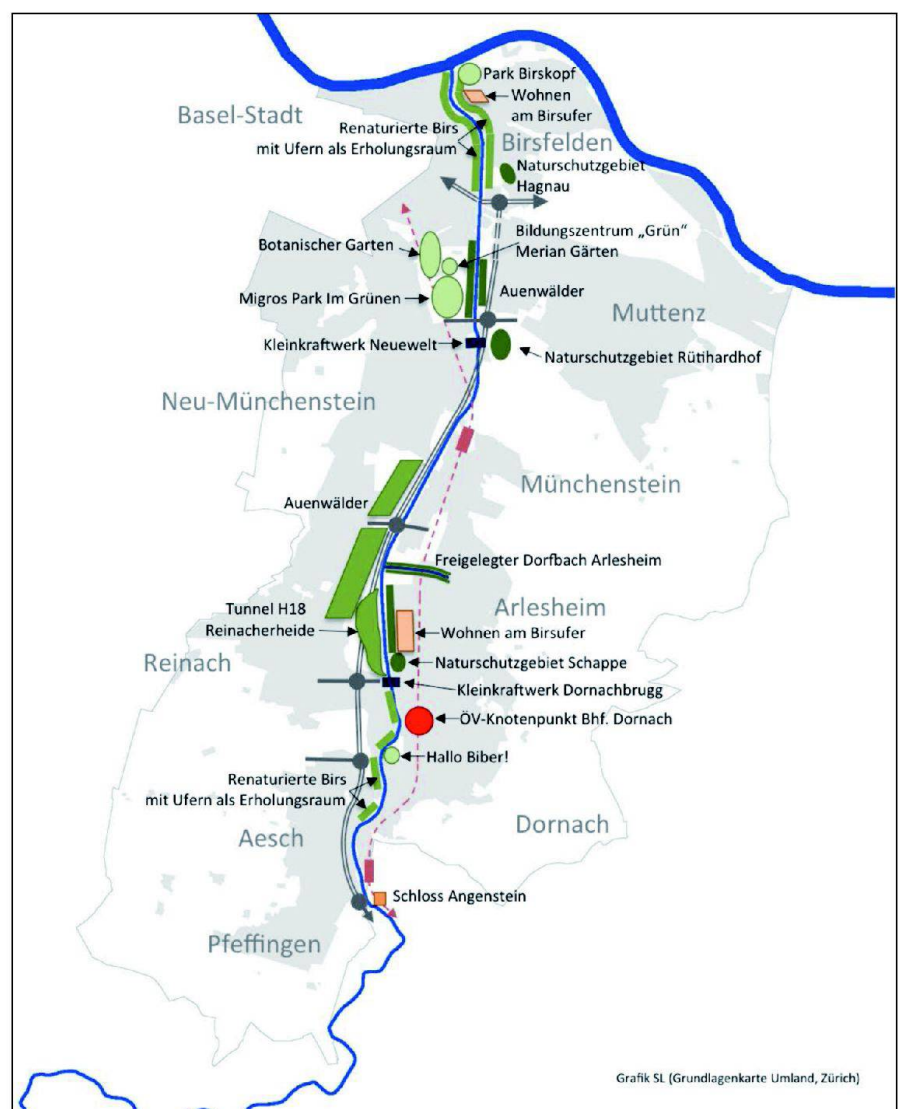 Park Birskopf
Wohnen
am Birsufer
Basel-Stadt
Renaturierte Birs
mit Ufern als Erholungsraum
Birsfelden
Naturschutzgebiet
Hagnau
Botanischer Garten
Bildungszentrum „Grün“
Merian Gärten
Migros Park Im Grünen
Auenwälder
Muttenz
Kleinkraftwerk Neuewelt
Naturschutzgebiet Rütihardhof
Neu-Münchenstein
Münchenstein
Auenwälder
Freigelegter Dorfbach Arlesheim
Arlesheim
Tunnel H18
Reinacherheide
Wohnen am Birsufer
Reinach
Naturschutzgebiet Schappe
Kleinkraftwerk Dornachbrugg
ÖV-Knotenpunkt Bhf. Dornach
Hallo Biber!
Renaturierte Birs
mit Ufern als Erholungsraum
Aesch
Dornach
Schloss Angenstein
Pfeffingen
Grafik SL (Grundlagenkarte Umland, Zürich)